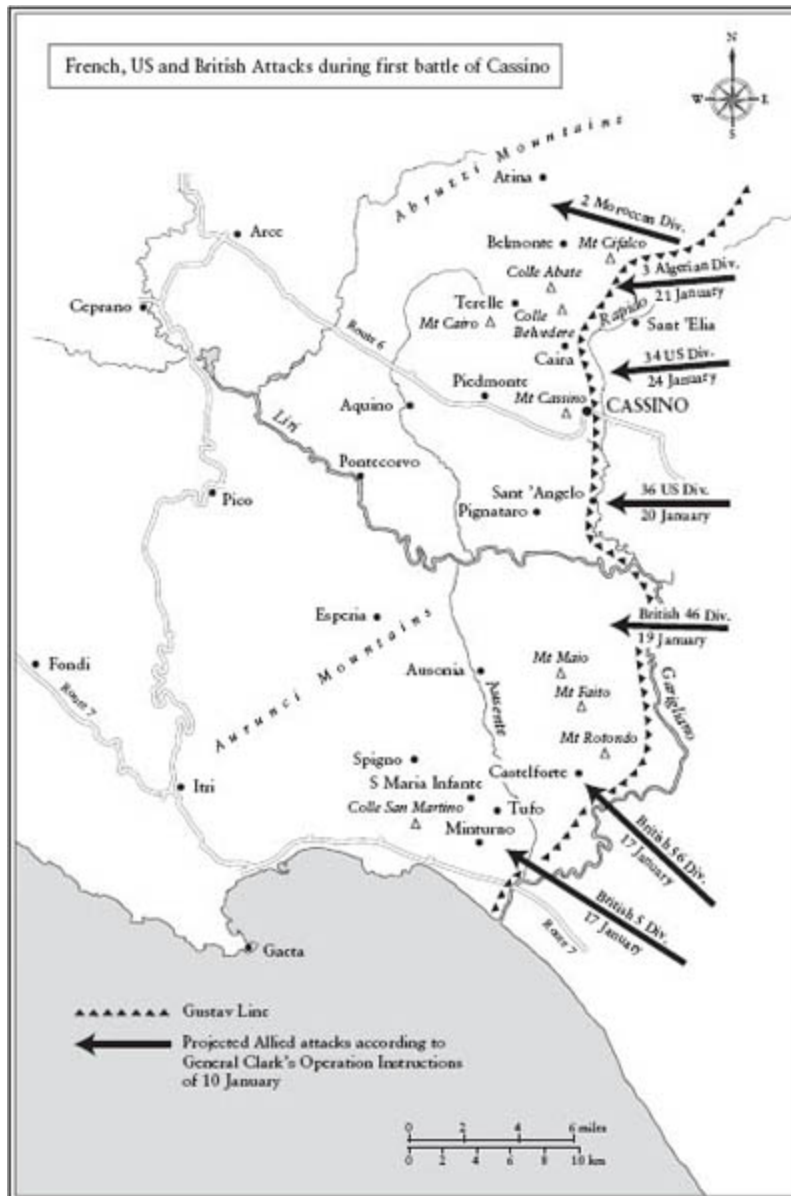 French, US and British Attacks during first battle of Cassino
N
W
E
S
Abruzzi Mountains
Atina
2 Moroccan Div.
Arce
Belmonte
Mt Cifalco
Colle Abate
3 Algerian Div.
21 January
Ceprano
Terelle
Rapido
Mt Cairo
Colle
Belvedere
Sant 'Elia
Route 6
Caira
34 US Div.
24 January
Piedmonte
Mt Cassino
CASSINO
Aquino
Liri
Pontecorvo
Pico
Sant 'Angelo
36 US Div.
20 January
Pignataro
British 46 Div.
19 January
Esperia
Aurunci Mountains
Fondi
Route 7
Ausonia
Ausente
Mt Maio
Mt Faito
Garigliano
Mt Rotondo
Spigno
Castelforte
Itri
S Maria Infante
Colle San Martino
Tufo
Minturno
British 56 Div.
17 January
British 5 Div.
17 January
Route 7
Gaeta
Gustav Line
Projected Allied attacks according to
General Clark's Operation Instructions
of 10 January
0 2 4 6 miles
0 2 4 6 8 10 km